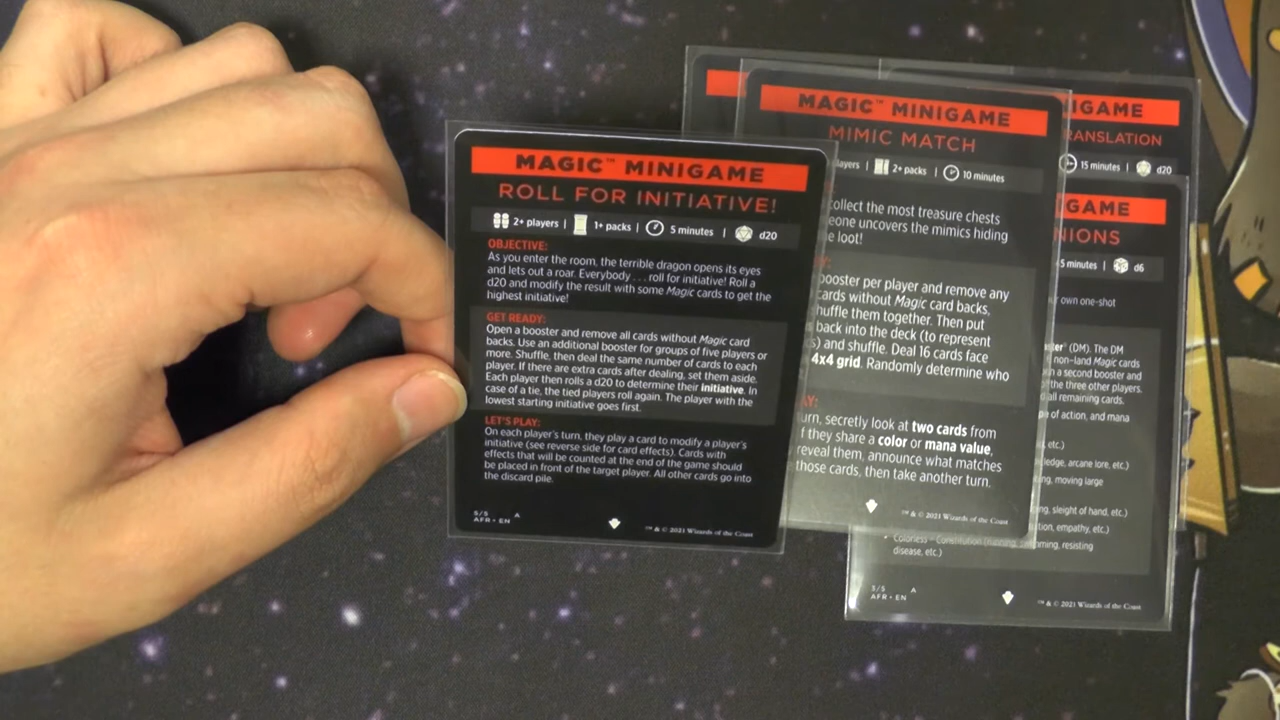 MAGIC™ MINIGAME
ROLL FOR INITIATIVE!
2+ players | 1+ packs | 5 minutes | d20
OBJECTIVE:
As you enter the room, the terrible dragon opens its eyes
and lets out a roar. Everybody . . . roll for initiative! Roll a
d20 and modify the result with some Magic cards to get the
highest initiative!
GET READY:
Open a booster and remove all cards without Magic card
backs. Use an additional booster for groups of five players or
more. Shuffle, then deal the same number of cards to each
player. If there are extra cards after dealing, set them aside.
Each player then rolls a d20 to determine their initiative. In
case of a tie, the tied players roll again. The player with the
lowest starting initiative goes first.
LET'S PLAY:
On each player's turn, they play a card to modify a player's
initiative (see reverse side for card effects). Cards with
effects that will be counted at the end of the game should
be placed in front of the target player. All other cards go into
the discard pile.
5/5 A
AFR • EN
™ & © 2021 Wizards of the Coast
MAGIC™ MINIGAME
MIMIC MATCH
2+ packs | 10 minutes
collect the most treasure chests
uncovers the mimics hiding
loot!
booster per player and remove any
cards without Magic card backs,
them together. Then put
back into the deck (to represent
and shuffle. Deal 16 cards face
4x4 grid. Randomly determine who
secretly look at two cards from
they share a color or mana value,
reveal them, announce what matches
those cards, then take another turn.
™ & © 2021 Wizards of the Coast
15 minutes | d20
minutes | d6
own one-shot
(DM). The DM
non-land Magic cards
a second booster and
the three other players.
all remaining cards.
of action, and mana
etc.)
arcane lore, etc.)
moving large
sleight of hand, etc.)
empathy, etc.)
Colorless – Constitution
resisting
disease, etc.)
A
AFR • EN
™ & © 2021 Wizards of the Coast